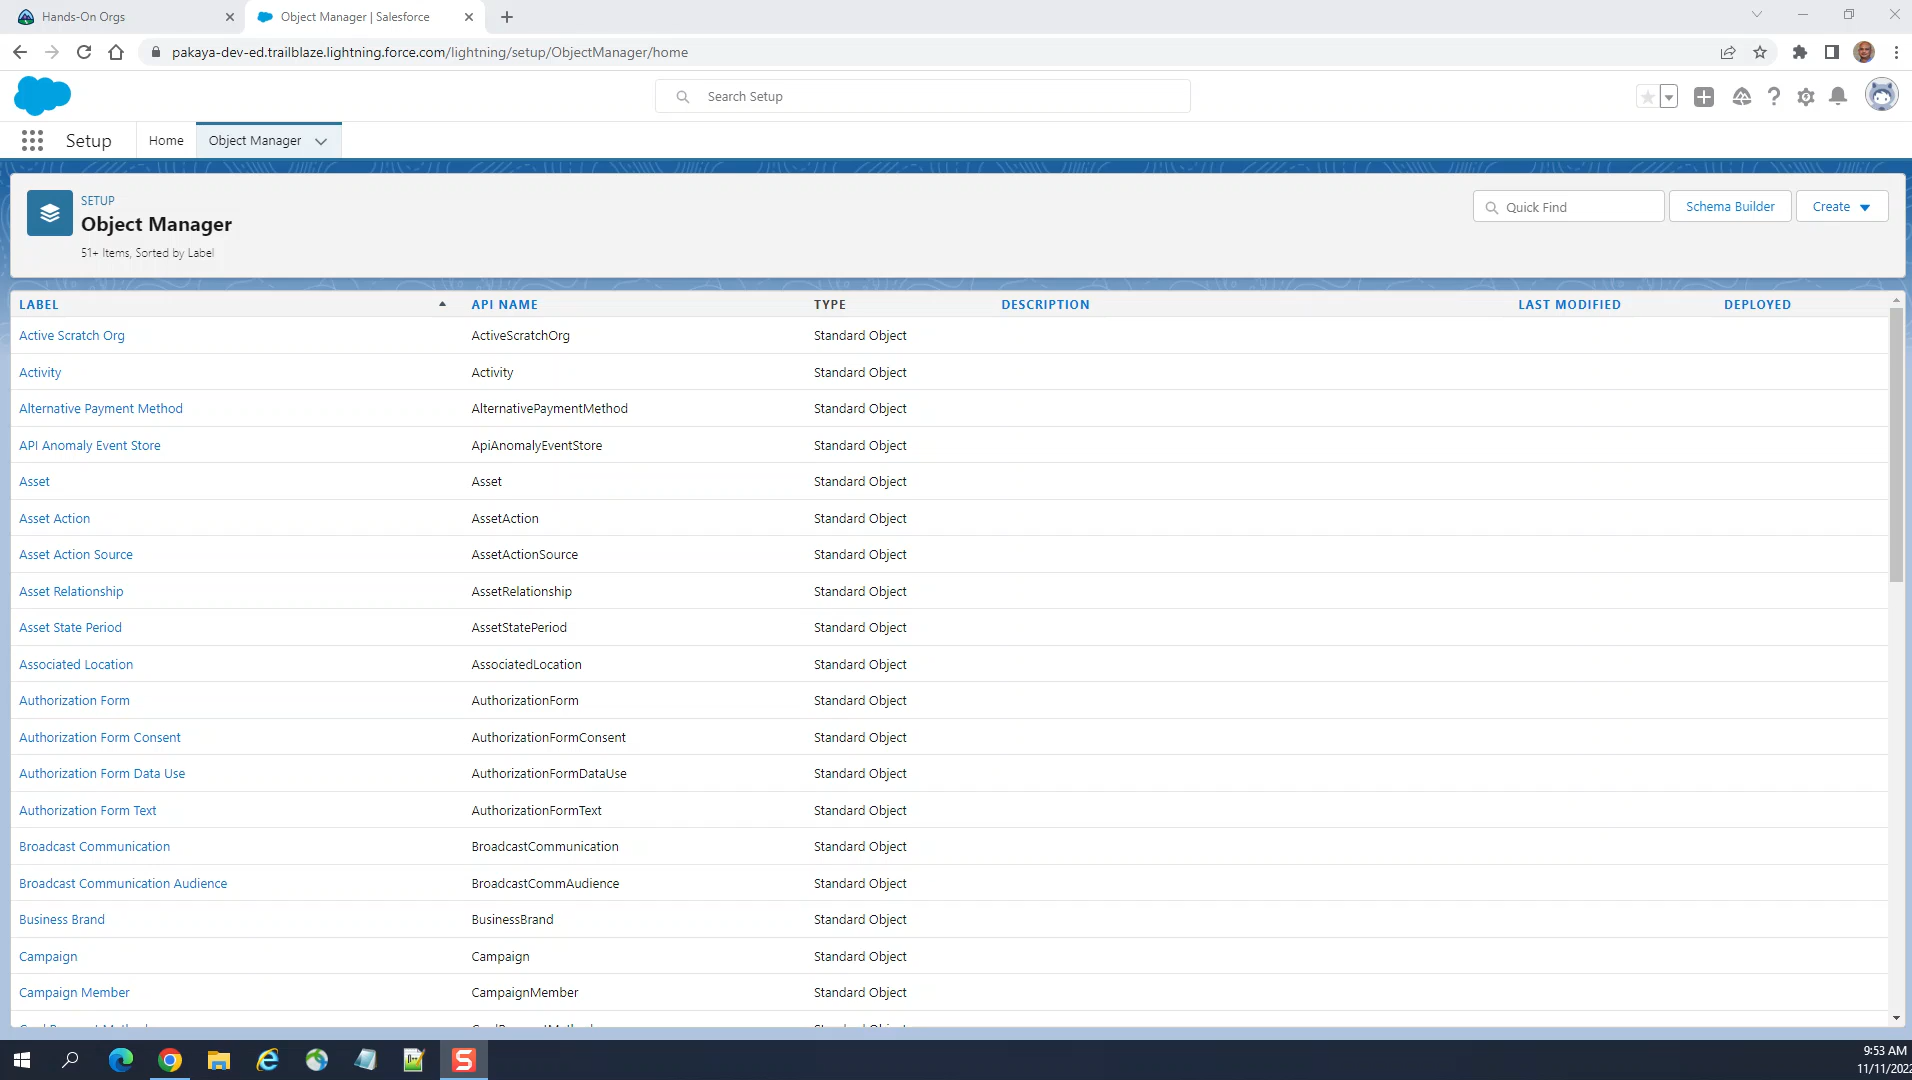 Hands-On Orgs
Object Manager | Salesforce
pakaya-dev-ed.trailblaze.lightning.force.com/lightning/setup/ObjectManager/home
Search Setup
Setup
Home
Object Manager
SETUP
Object Manager
51+ Items, Sorted by Label
Quick Find
Schema Builder
Create
LABEL API NAME TYPE DESCRIPTION LAST MODIFIED DEPLOYED
Active Scratch Org ActiveScratchOrg Standard Object
Activity Activity Standard Object
Alternative Payment Method AlternativePaymentMethod Standard Object
API Anomaly Event Store ApiAnomalyEventStore Standard Object
Asset Asset Standard Object
Asset Action AssetAction Standard Object
Asset Action Source AssetActionSource Standard Object
Asset Relationship AssetRelationship Standard Object
Asset State Period AssetStatePeriod Standard Object
Associated Location AssociatedLocation Standard Object
Authorization Form AuthorizationForm Standard Object
Authorization Form Consent AuthorizationFormConsent Standard Object
Authorization Form Data Use AuthorizationFormDataUse Standard Object
Authorization Form Text AuthorizationFormText Standard Object
Broadcast Communication BroadcastCommunication Standard Object
Broadcast Communication Audience BroadcastCommAudience Standard Object
Business Brand BusinessBrand Standard Object
Campaign Campaign Standard Object
Campaign Member CampaignMember Standard Object
9:53 AM
11/11/2022